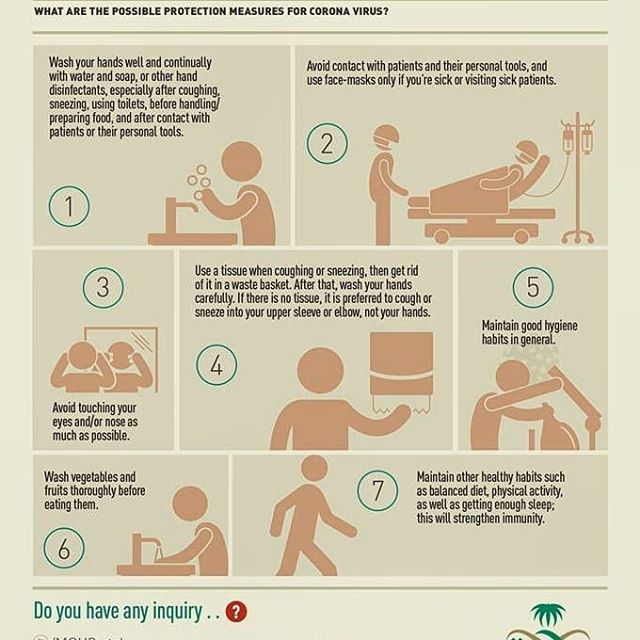 WHAT ARE THE POSSIBLE PROTECTION MEASURES FOR CORONA VIRUS?
Wash your hands well and continually
with water and soap, or other hand
disinfectants, especially after coughing,
sneezing, using toilets, before handling/
preparing food, and after contact with
patients or their personal tools.
1
Avoid contact with patients and their personal tools, and
use face-masks only if you're sick or visiting sick patients.
2
3
Avoid touching your
eyes and/or nose as
much as possible.
Use a tissue when coughing or sneezing, then get rid
of it in a waste basket. After that, wash your hands
carefully. If there is no tissue, it is preferred to cough or
sneeze into your upper sleeve or elbow, not your hands.
4
5
Maintain good hygiene
habits in general.
Wash vegetables and
fruits thoroughly before
eating them.
6
7
Maintain other healthy habits such
as balanced diet, physical activity,
as well as getting enough sleep;
this will strengthen immunity.
Do you have any inquiry . . ?